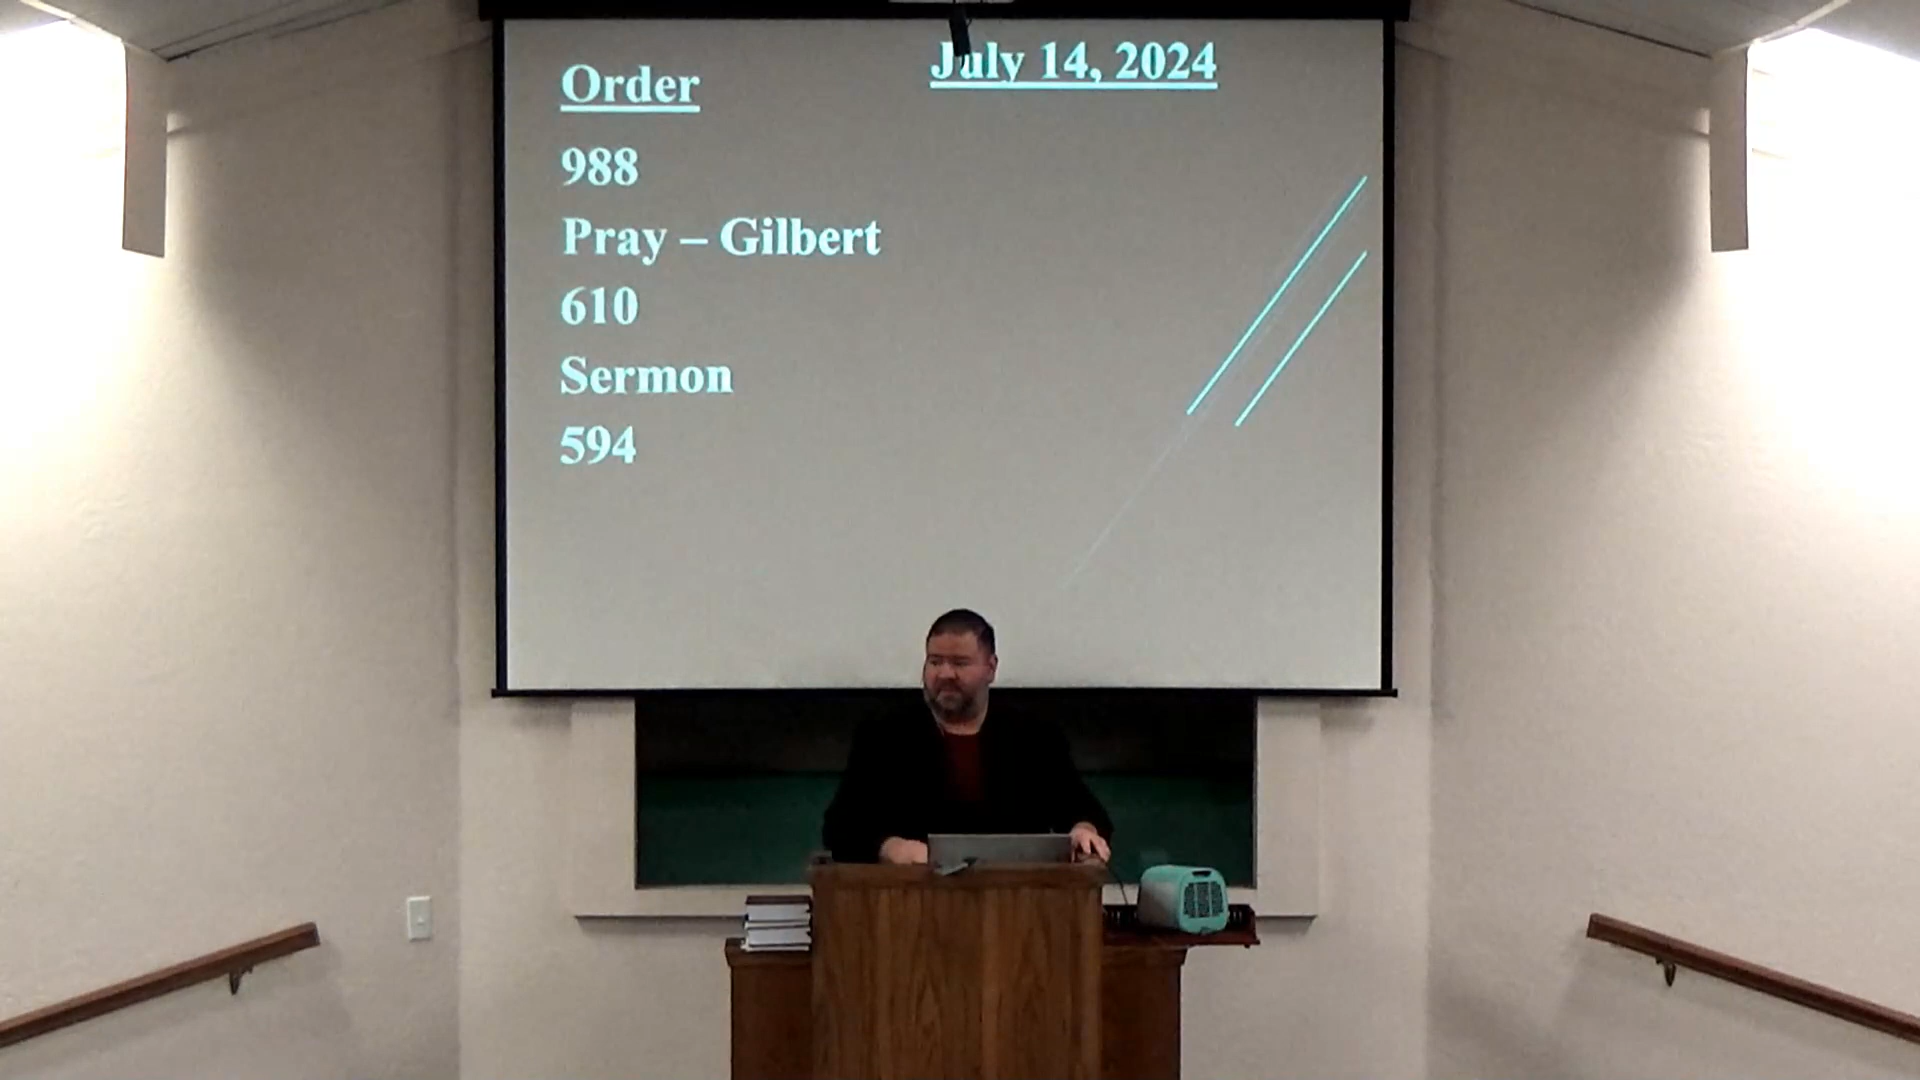 July 14, 2024
Order
988
Pray – Gilbert
610
Sermon
594